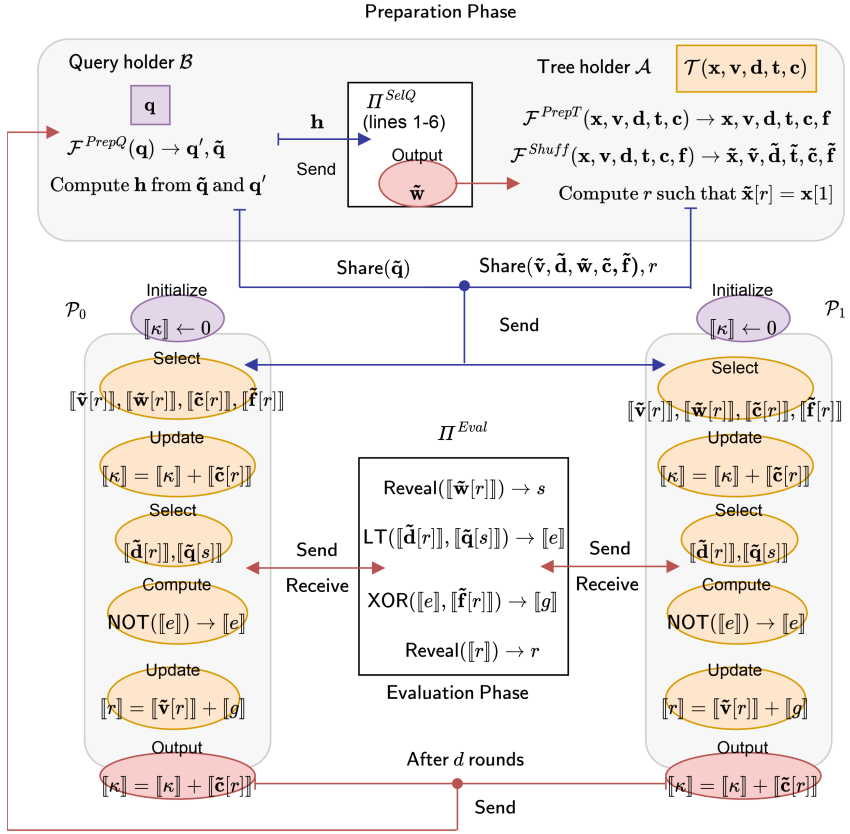 Preparation Phase
Query holder 𝓑
q
𝓕^PrepQ(q) → q′, q̃
Compute h from q̃ and q′
h
Send
Π^SelQ
(lines 1-6)
Output
w̃
Tree holder 𝓐
𝒯(x, v, d, t, c)
𝓕^PrepT(x, v, d, t, c) → x, v, d, t, c, f
𝓕^Shuff(x, v, d, t, c, f) → x̃, ṽ, d̃, t̃, c̃, f̃
Compute r such that x̃[r] = x[1]
Share(q̃)
Share(ṽ, d̃, w̃, c̃, f̃), r
Send
𝒫₀
Initialize
⟦κ⟧ ← 0
Select
⟦ṽ[r]⟧, ⟦w̃[r]⟧, ⟦c̃[r]⟧, ⟦f̃[r]⟧
Update
⟦κ⟧ = ⟦κ⟧ + ⟦c̃[r]⟧
Select
⟦d̃[r]⟧,⟦q̃[s]⟧
Compute
NOT(⟦e⟧) → ⟦e⟧
Update
⟦r⟧ = ⟦ṽ[r]⟧ + ⟦g⟧
Output
⟦κ⟧ = ⟦κ⟧ + ⟦c̃[r]⟧
Π^Eval
Reveal(⟦w̃[r]⟧) → s
LT(⟦d̃[r]⟧, ⟦q̃[s]⟧) → ⟦e⟧
XOR(⟦e⟧, ⟦f̃[r]⟧) → ⟦g⟧
Reveal(⟦r⟧) → r
Evaluation Phase
Send
Receive
Send
Receive
𝒫₁
Initialize
⟦κ⟧ ← 0
Select
⟦ṽ[r]⟧, ⟦w̃[r]⟧, ⟦c̃[r]⟧, ⟦f̃[r]⟧
Update
⟦κ⟧ = ⟦κ⟧ + ⟦c̃[r]⟧
Select
⟦d̃[r]⟧,⟦q̃[s]⟧
Compute
NOT(⟦e⟧) → ⟦e⟧
Update
⟦r⟧ = ⟦ṽ[r]⟧ + ⟦g⟧
Output
⟦κ⟧ = ⟦κ⟧ + ⟦c̃[r]⟧
After d rounds
Send